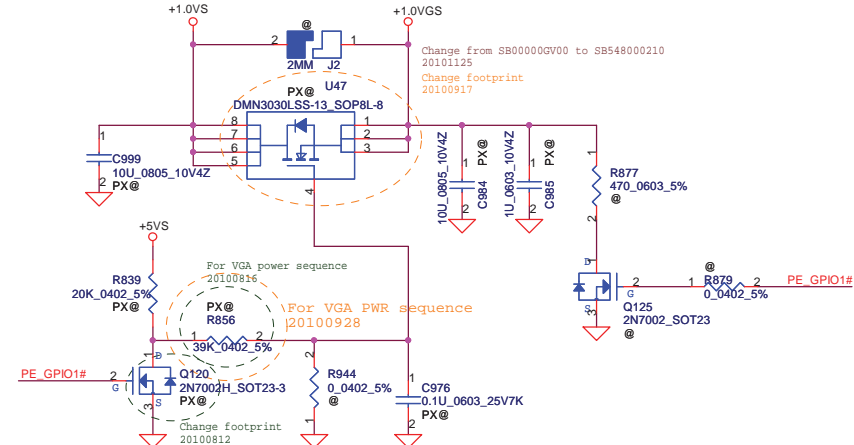 +1.0VS
+1.0VGS
@
2 1
2MM J2
Change from SB00000GV00 to SB548000210
20101125
Change footprint
20100917
U47
PX@
DMN3030LSS-13_SOP8L-8
8 1
7 2
6 3
5
4
1
C999
10U_0805_10V4Z
2
PX@
1
PX@
10U_0805_10V4Z
C984
2
1
PX@
1U_0603_10V4Z
C985
2
1
R877
470_0603_5%
@
2
+5VS
R839
20K_0402_5%
PX@
For VGA power sequence
20100816
PX@
R856
1 2
39K_0402_5%
For VGA PWR sequence
20100928
D
G
S
2
3
Q125
2N7002_SOT23
@
@
R879
1 2
0_0402_5%
PE_GPIO1#
PE_GPIO1#
2
G
1
D
S
3
Q120
2N7002H_SOT23-3
PX@
Change footprint
20100812
2
R944
0_0402_5%
@
1
1
C976
0.1U_0603_25V7K
PX@
2